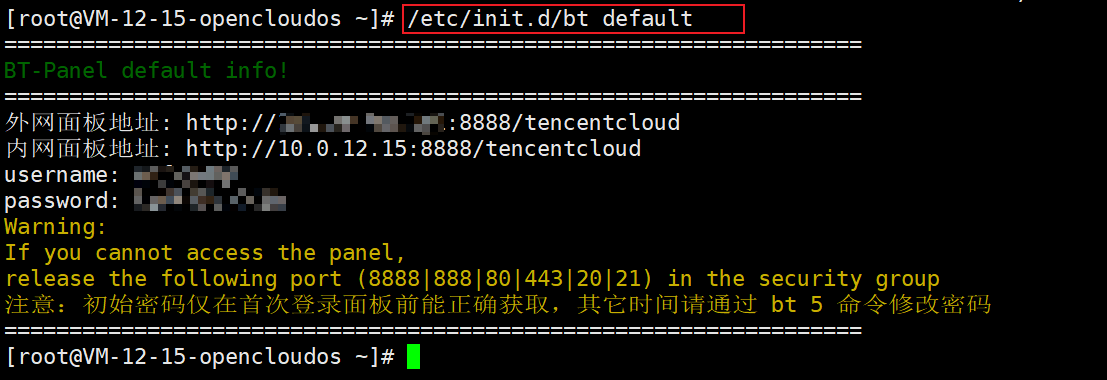 [root@VM-12-15-opencloudos ~]# /etc/init.d/bt default
==================================================================
BT-Panel default info!
==================================================================
外网面板地址: http:// :8888/tencentcloud
内网面板地址: http://10.0.12.15:8888/tencentcloud
username:
password:
Warning:
If you cannot access the panel,
release the following port (8888|888|80|443|20|21) in the security group
注意：初始密码仅在首次登录面板前能正确获取，其它时间请通过 bt 5 命令修改密码
==================================================================
[root@VM-12-15-opencloudos ~]#